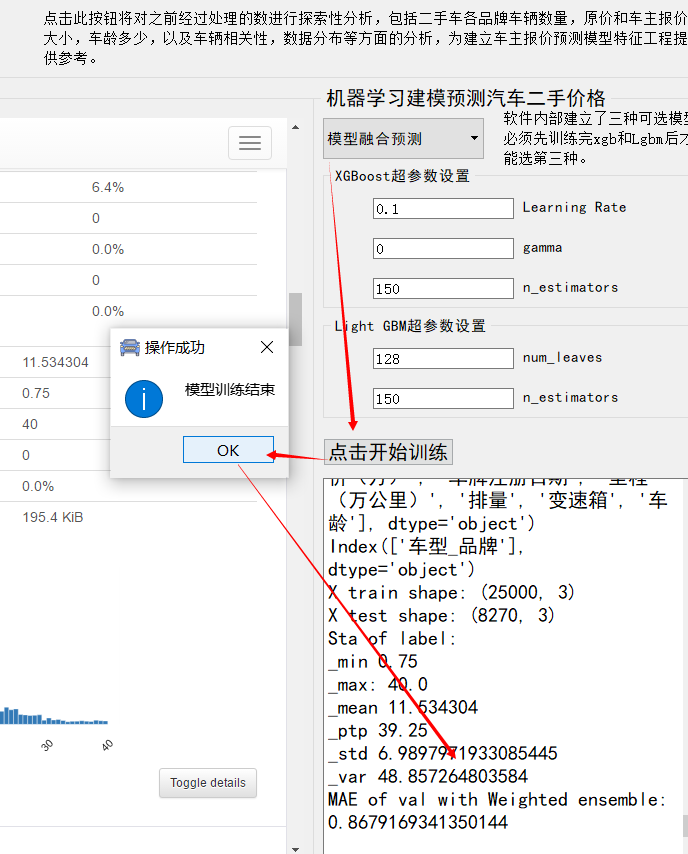 点击此按钮将对之前经过处理的数进行探索性分析，包括二手车各品牌车辆数量，原价和车主报价
大小，车龄多少，以及车辆相关性，数据分布等方面的分析，为建立车主报价预测模型特征工程提
供参考。
机器学习建模预测汽车二手价格
模型融合预测
软件内部建立了三种可选模型
必须先训练完xgb和Lgbm后才
能选第三种。
XGBoost超参数设置
0.1 Learning Rate
0 gamma
150 n_estimators
Light GBM超参数设置
128 num_leaves
150 n_estimators
点击开始训练
6.4%
0
0.0%
0
0.0%
11.534304
0.75
40
0
0.0%
195.4 KiB
操作成功
模型训练结束
OK
30
40
Toggle details
价（万）', '车牌注册日期', '里程
（万公里）', '排量', '变速箱', '车
龄'], dtype='object')
Index(['车型_品牌'],
dtype='object')
X train shape: (25000, 3)
X test shape: (8270, 3)
Sta of label:
_min 0.75
_max: 40.0
_mean 11.534304
_ptp 39.25
_std 6.9897971933085445
_var 48.857264803584
MAE of val with Weighted ensemble:
0.8679169341350144